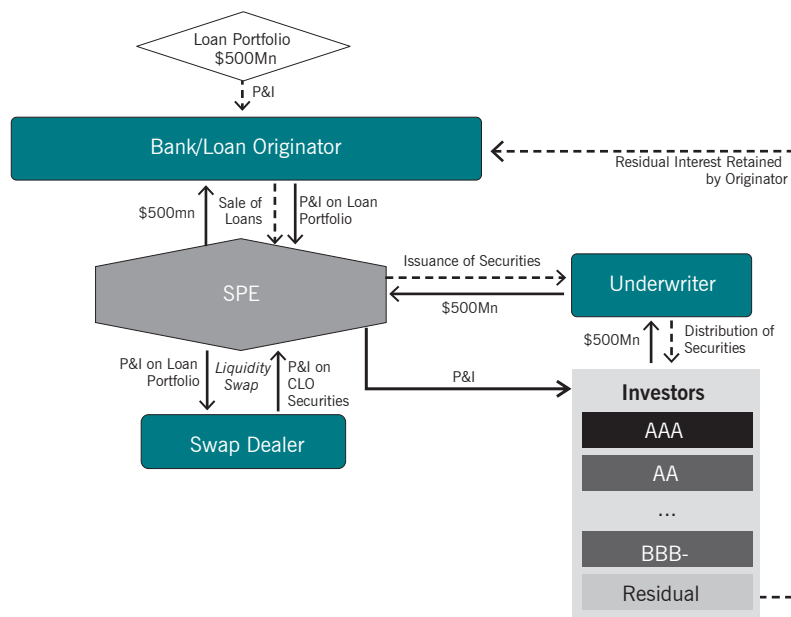 Loan Portfolio
$500Mn
P&I
Bank/Loan Originator
Residual Interest Retained
by Originator
$500mn
Sale of
Loans
P&I on Loan
Portfolio
Issuance of Securities
SPE
Underwriter
$500Mn
$500Mn
Distribution of
Securities
P&I on Loan
Portfolio
Liquidity
Swap
P&I on
CLO
Securities
P&I
Investors
Swap Dealer
AAA
AA
...
BBB-
Residual